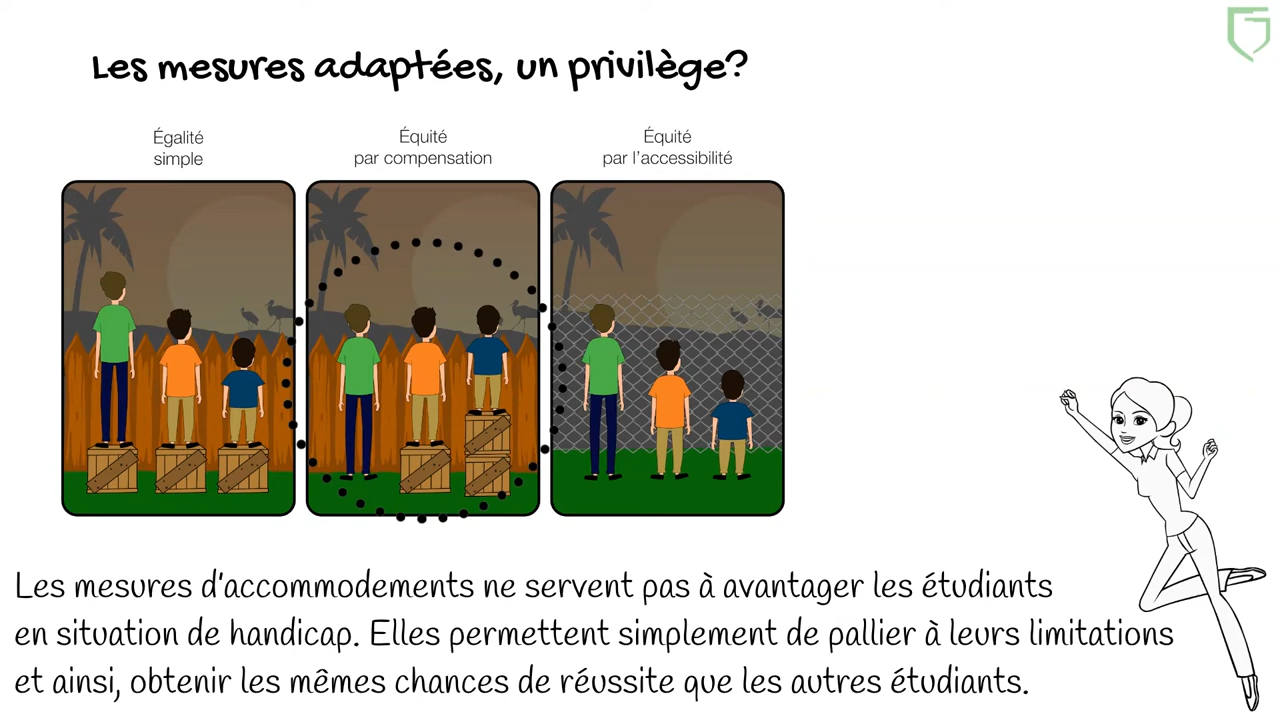 Les mesures adaptées, un privilège?
Égalité
simple
Équité
par compensation
Équité
par l'accessibilité
Les mesures d'accommodements ne servent pas à avantager les étudiants
en situation de handicap. Elles permettent simplement de pallier à leurs limitations
et ainsi, obtenir les mêmes chances de réussite que les autres étudiants.